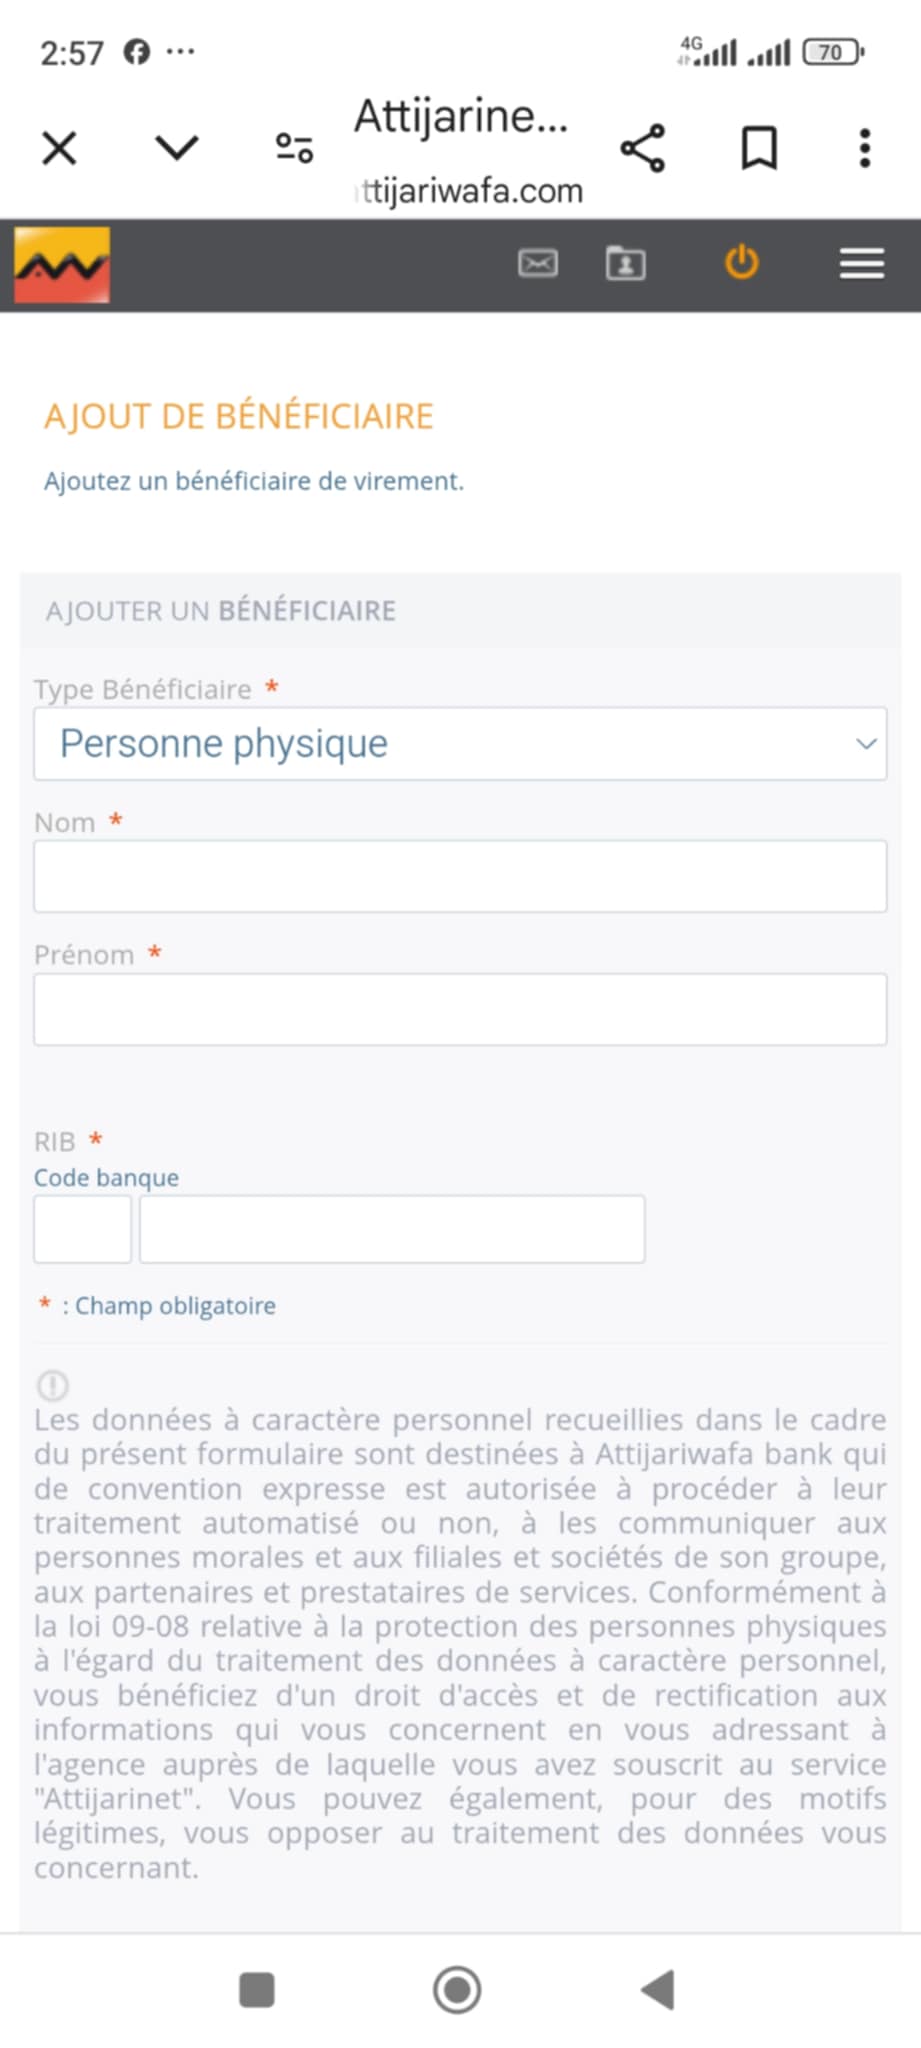 2:57
4G
70
Attijarine...
ttijariwafa.com
AJOUT DE BÉNÉFICIAIRE
Ajoutez un bénéficiaire de virement.
AJOUTER UN BÉNÉFICIAIRE
Type Bénéficiaire *
Personne physique
Nom *
Prénom *
RIB *
Code banque
* : Champ obligatoire
Les données à caractère personnel recueillies dans le cadre
du présent formulaire sont destinées à Attijariwafa bank qui
de convention expresse est autorisée à procéder à leur
traitement automatisé ou non, à les communiquer aux
personnes morales et aux filiales et sociétés de son groupe,
aux partenaires et prestataires de services. Conformément à
la loi 09-08 relative à la protection des personnes physiques
à l'égard du traitement des données à caractère personnel,
vous bénéficiez d'un droit d'accès et de rectification aux
informations qui vous concernent en vous adressant à
l'agence auprès de laquelle vous avez souscrit au service
"Attijarinet". Vous pouvez également, pour des motifs
légitimes, vous opposer au traitement des données vous
concernant.